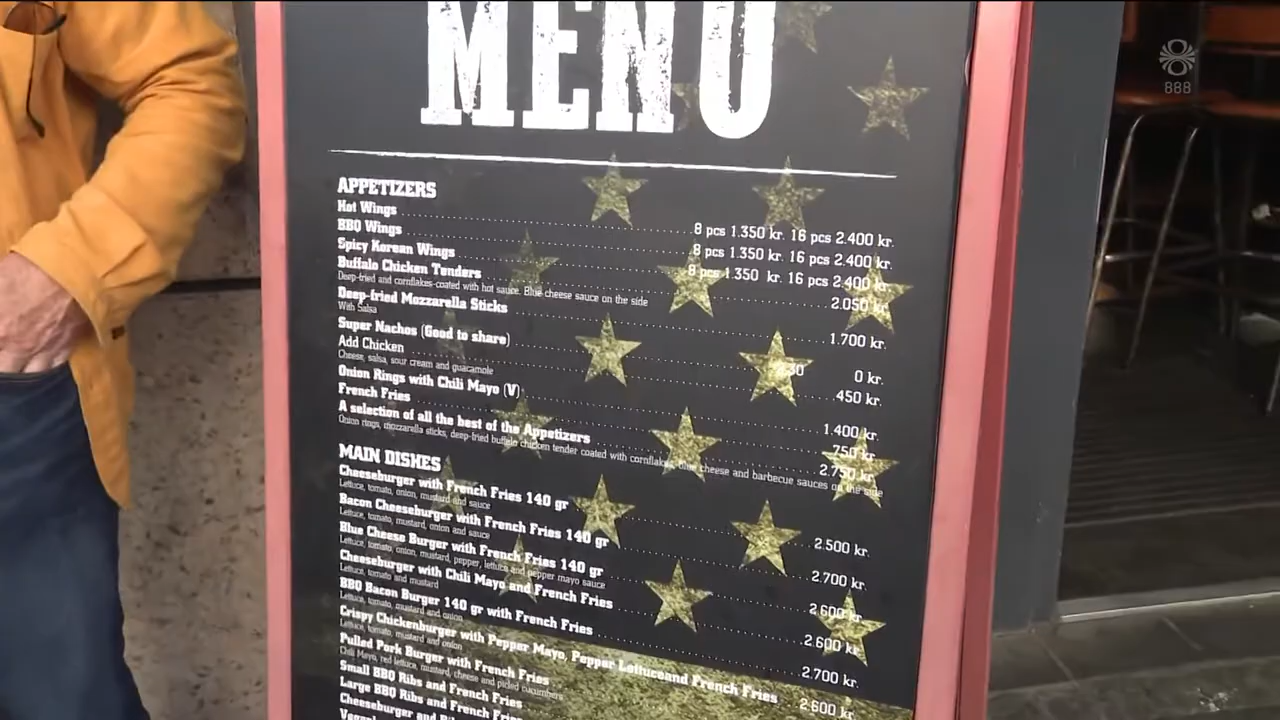 MENU
888
APPETIZERS
Hot Wings 8 pcs 1.350 kr. 16 pcs 2.400 kr.
BBQ Wings 8 pcs 1.350 kr. 16 pcs 2.400 kr.
Spicy Korean Wings 8 pcs 1.350 kr. 16 pcs 2.400 kr.
Buffalo Chicken Tenders 2.050 kr.
Deep-fried and cornflakes-coated with hot sauce. Blue cheese sauce on the side
Deep-fried Mozzarella Sticks 1.700 kr.
With Salsa
Super Nachos (Good to share) 0 kr.
Add Chicken 450 kr.
Cheese, salsa, sour cream and guacamole
Onion Rings with Chili Mayo (V) 1.400 kr.
French Fries 750 kr.
A selection of all the best of the Appetizers 2.750 kr.
Onion rings, mozzarella sticks, deep-fried buffalo chicken tender coated with cornflakes, blue cheese and barbecue sauces on the side
MAIN DISHES
Cheeseburger with French Fries 140 gr 2.500 kr.
Lettuce, tomato, onion, mustard and sauce
Bacon Cheeseburger with French Fries 140 gr 2.700 kr.
Lettuce, tomato, mustard, onion and sauce
Blue Cheese Burger with French Fries 140 gr 2.600 kr.
Lettuce, tomato, onion, mustard, pepper, lettuce and pepper mayo sauce
Cheeseburger with Chili Mayo and French Fries 2.600 kr.
Lettuce, tomato and mustard
BBQ Bacon Burger 140 gr with French Fries 2.700 kr.
Lettuce, tomato, mustard and onion
Crispy Chickenburger with Pepper Mayo, Pepper Lettuceand French Fries 2.600 kr.
Lettuce, tomato, mustard and onion
Pulled Pork Burger with French Fries
Chili Mayo, red lettuce, mustard, cheese and picled cucumbers
Small BBQ Ribs and French Fries
Large BBQ Ribs and French
Cheeseburger and